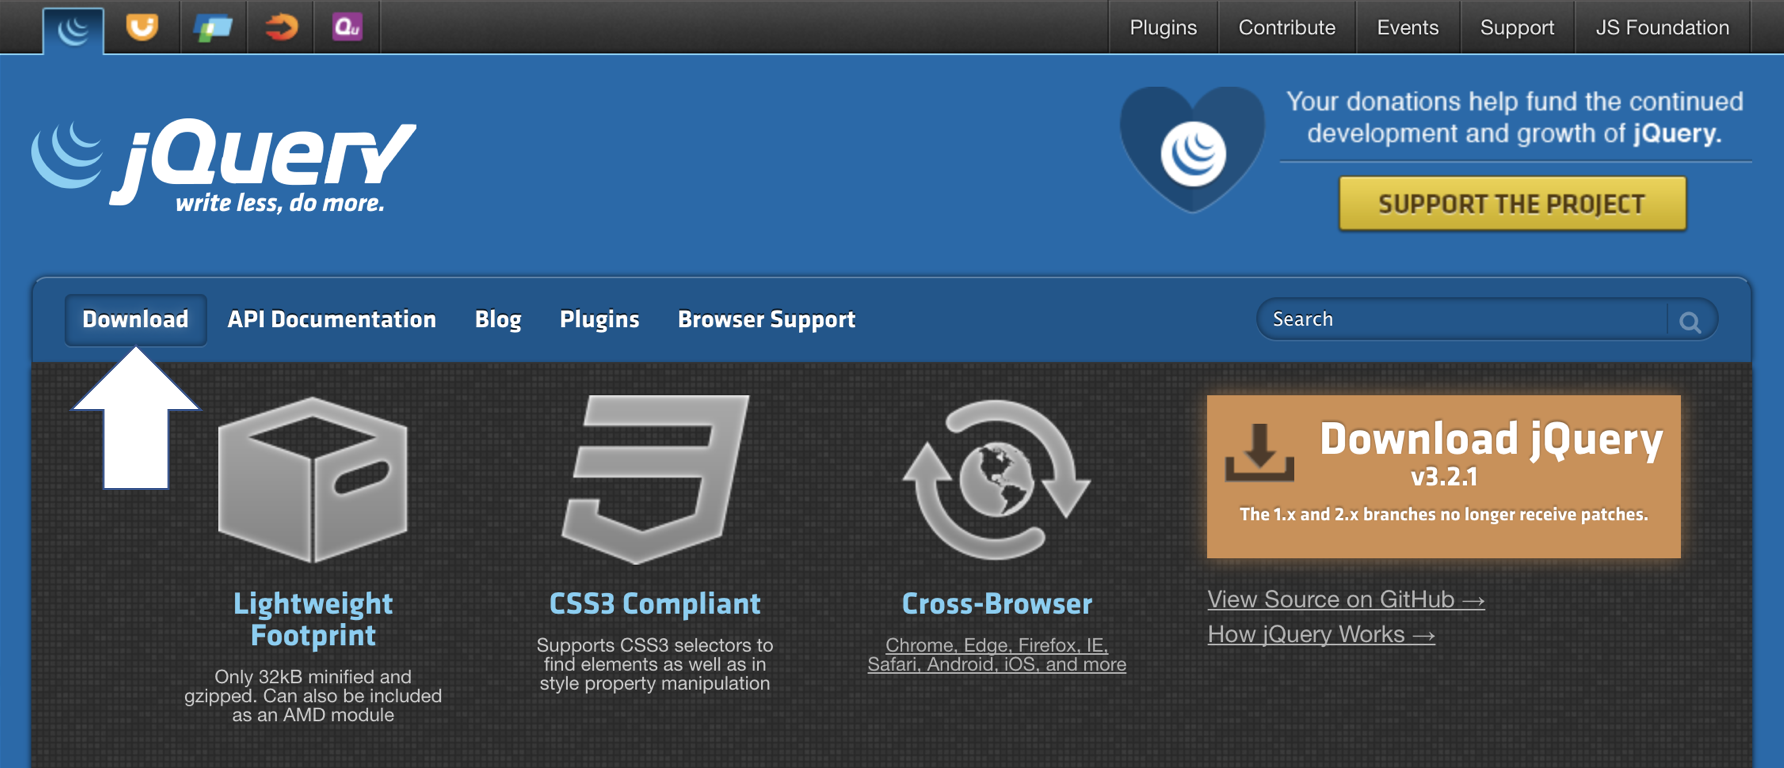 Qu
Plugins
Contribute
Events
Support
JS Foundation
jQuery
write less, do more.
Your donations help fund the continued
development and growth of jQuery.
SUPPORT THE PROJECT
Download
API Documentation
Blog
Plugins
Browser Support
Search
Lightweight
Footprint
Only 32kB minified and
gzipped. Can also be included
as an AMD module
CSS3 Compliant
Supports CSS3 selectors to
find elements as well as in
style property manipulation
Cross-Browser
Chrome, Edge, Firefox, IE,
Safari, Android, iOS, and more
Download jQuery
v3.2.1
The 1.x and 2.x branches no longer receive patches.
View Source on GitHub →
How jQuery Works →